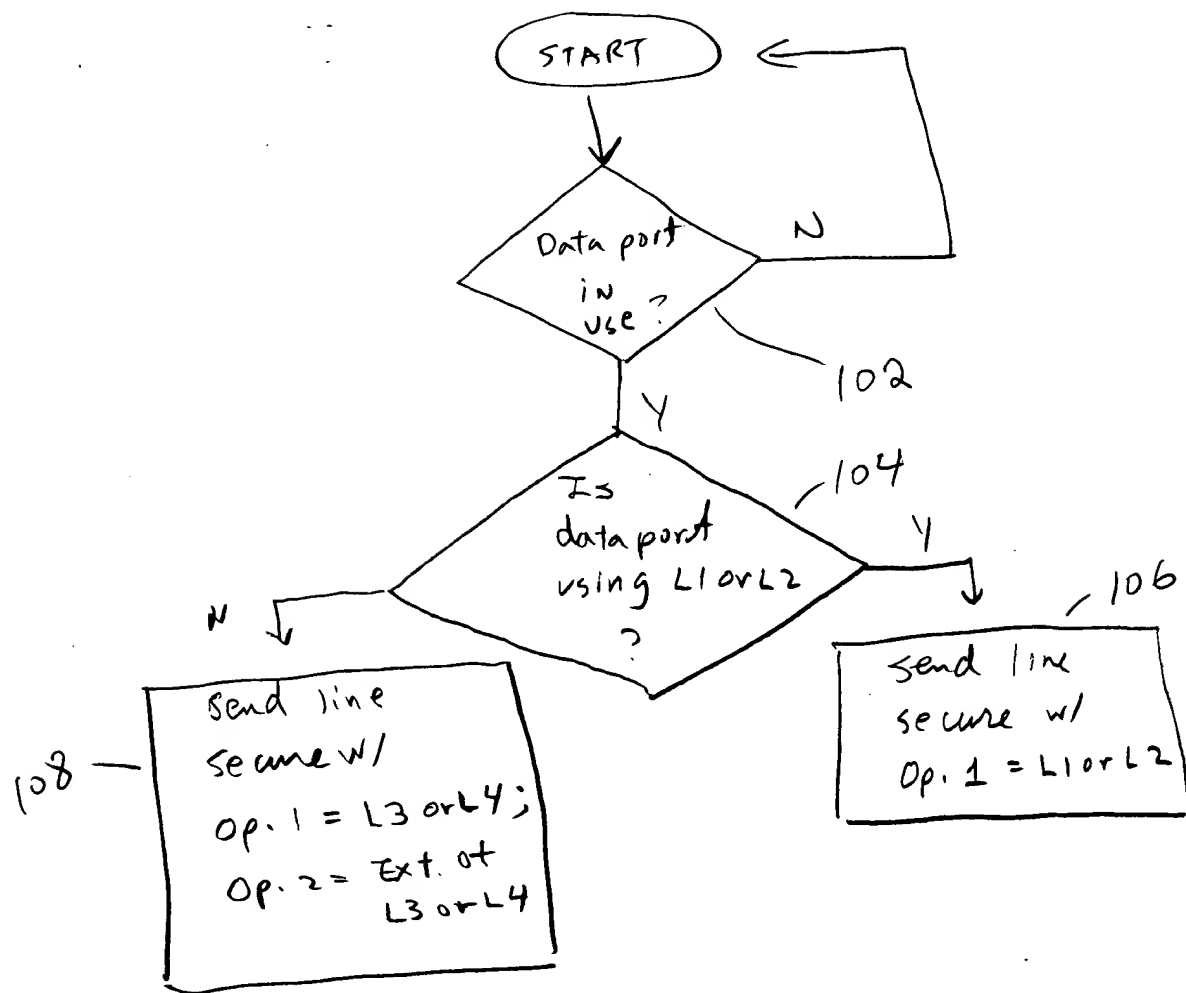 START
N
Data port
in
use?
102
Y
104
Is
data port
using L1 or L2
?
Y
N
106
send line
secure w/
Op. 1 = L1 or L2
108
send line
secure w/
Op. 1 = L3 or L4;
Op. 2 = Ext. of
L3 or L4